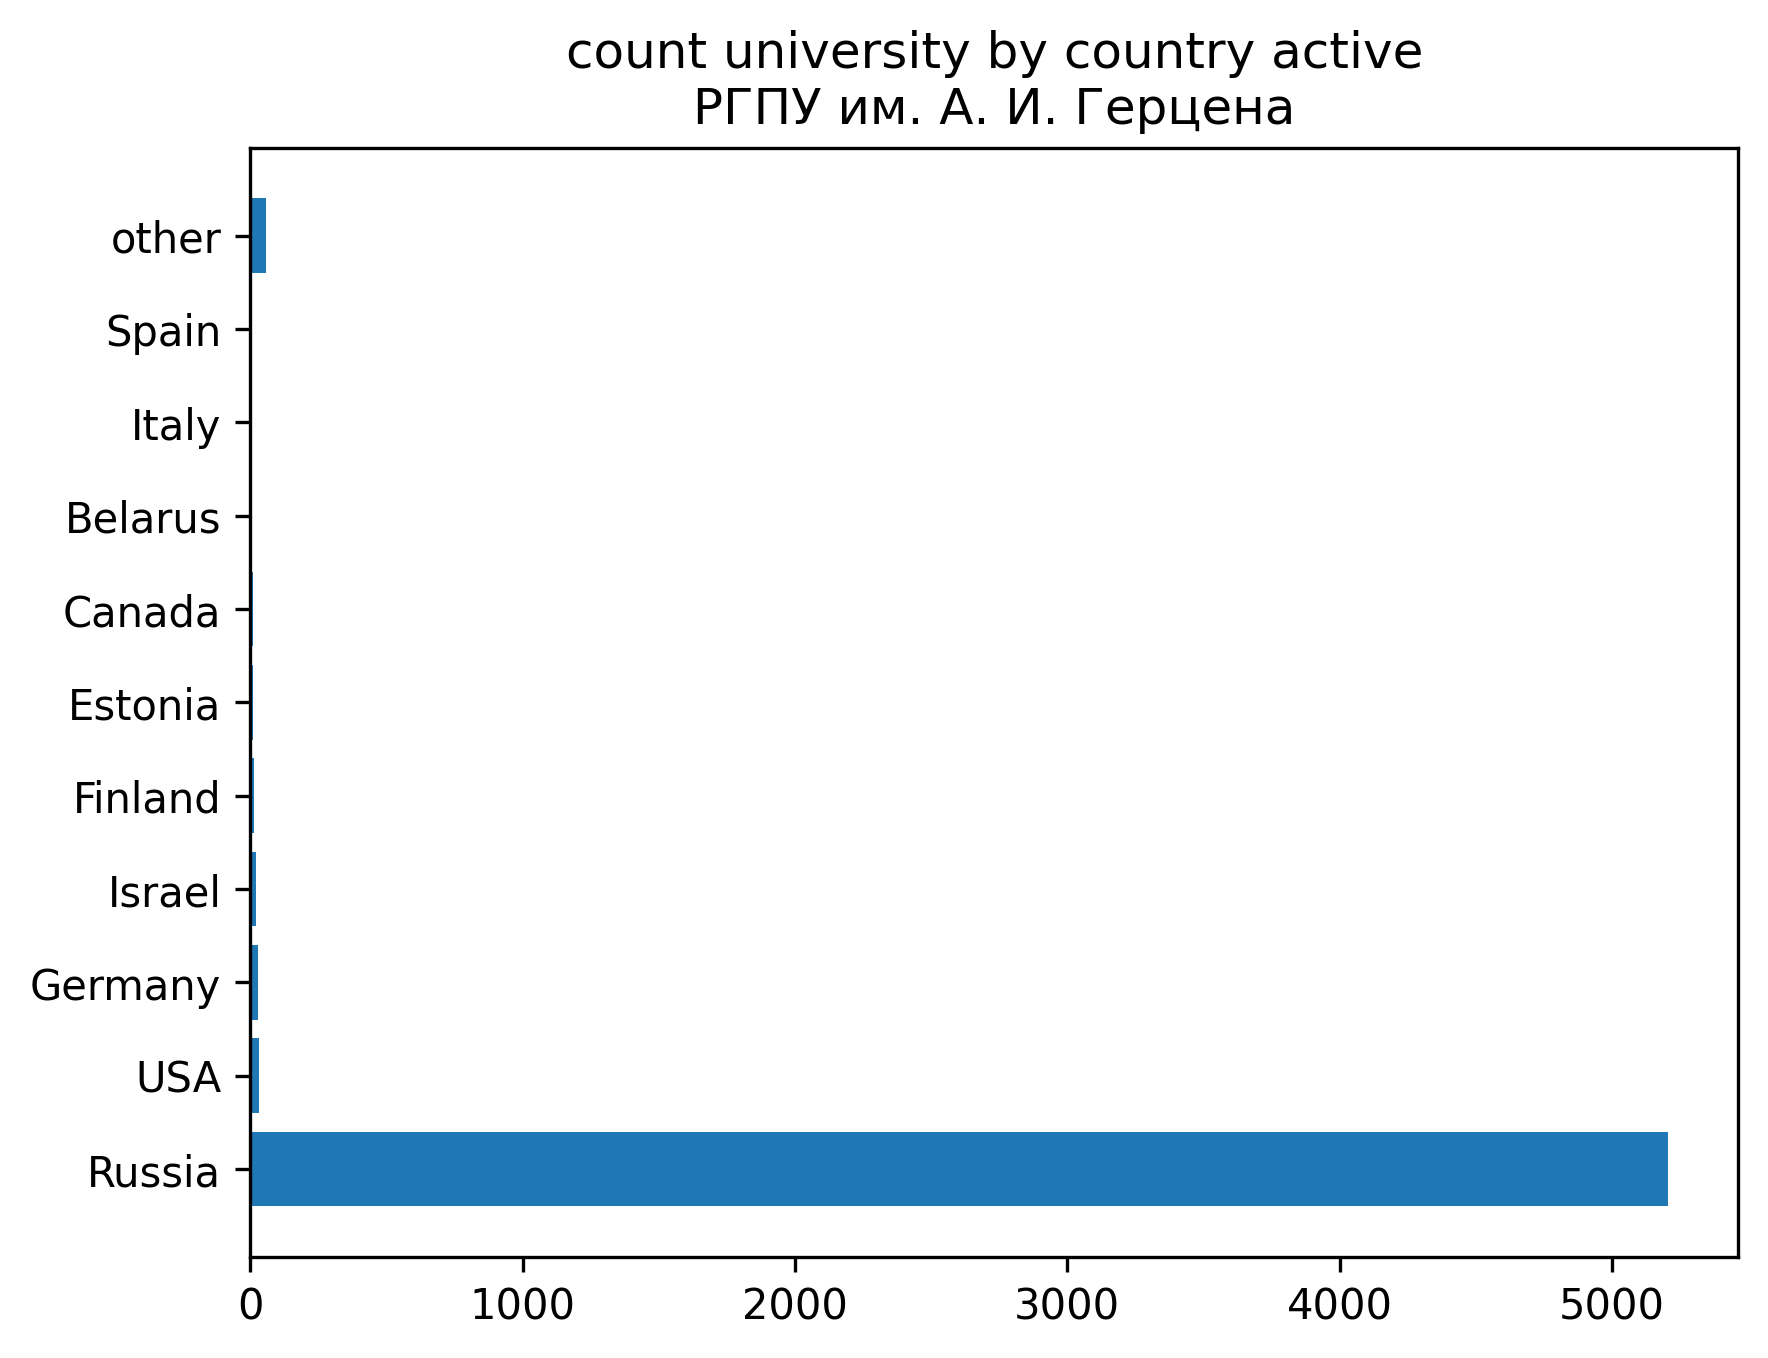 count university by country active
РГПУ им. А. И. Герцена
other
Spain
Italy
Belarus
Canada
Estonia
Finland
Israel
Germany
USA
Russia
0 1000 2000 3000 4000 5000